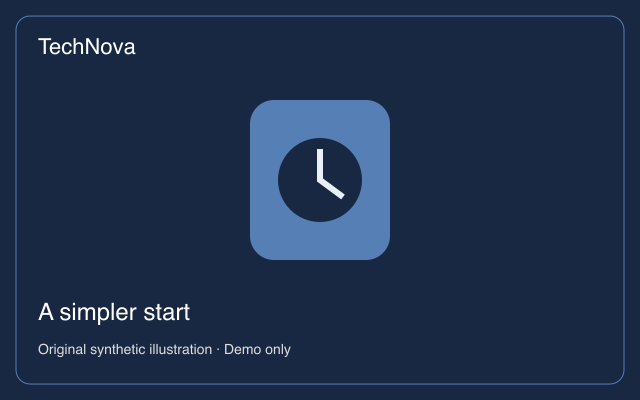 TechNova
A simpler start
Original synthetic illustration · Demo only